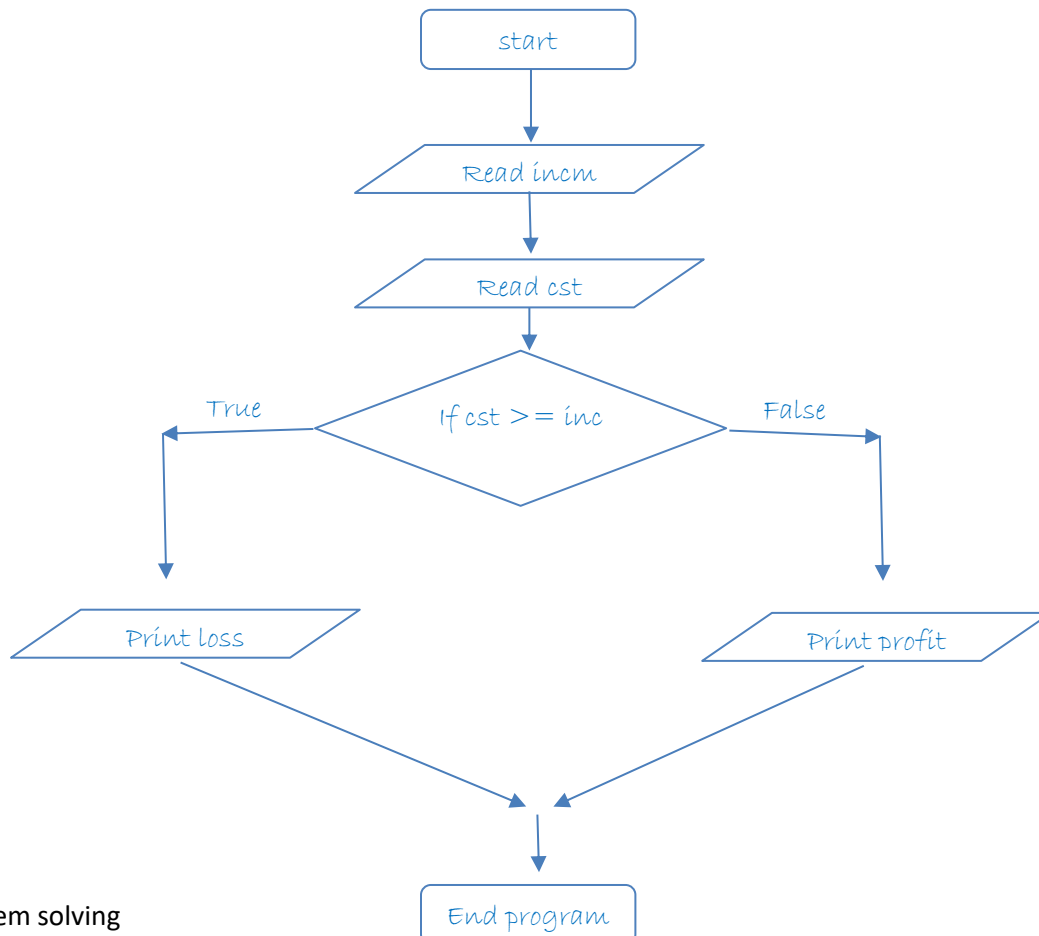 start
Read incm
Read cst
If cst >= inc
True
False
Print loss
Print profit
End program
em solving